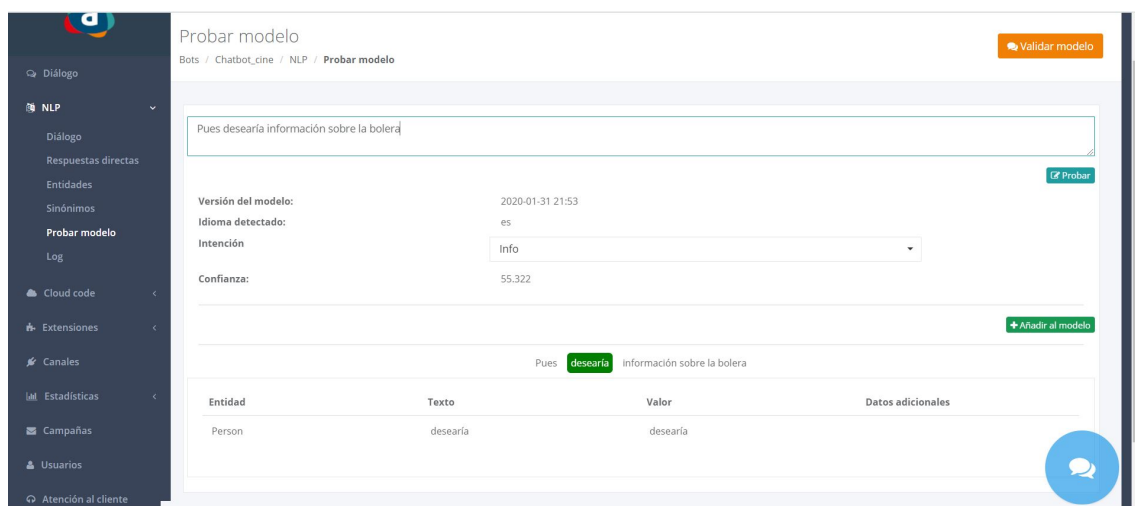 a
Probar modelo
Bots / Chatbot_cine / NLP / Probar modelo
Validar modelo
Diálogo
NLP
Diálogo
Respuestas directas
Entidades
Sinónimos
Probar modelo
Log
Cloud code
Extensiones
Canales
Estadísticas
Campañas
Usuarios
Atención al cliente
Pues desearía información sobre la bolera
Probar
Versión del modelo: 2020-01-31 21:53
Idioma detectado: es
Intención Info
Confianza: 55.322
Añadir al modelo
Pues desearía información sobre la bolera
Entidad Texto Valor Datos adicionales
Person desearía desearía